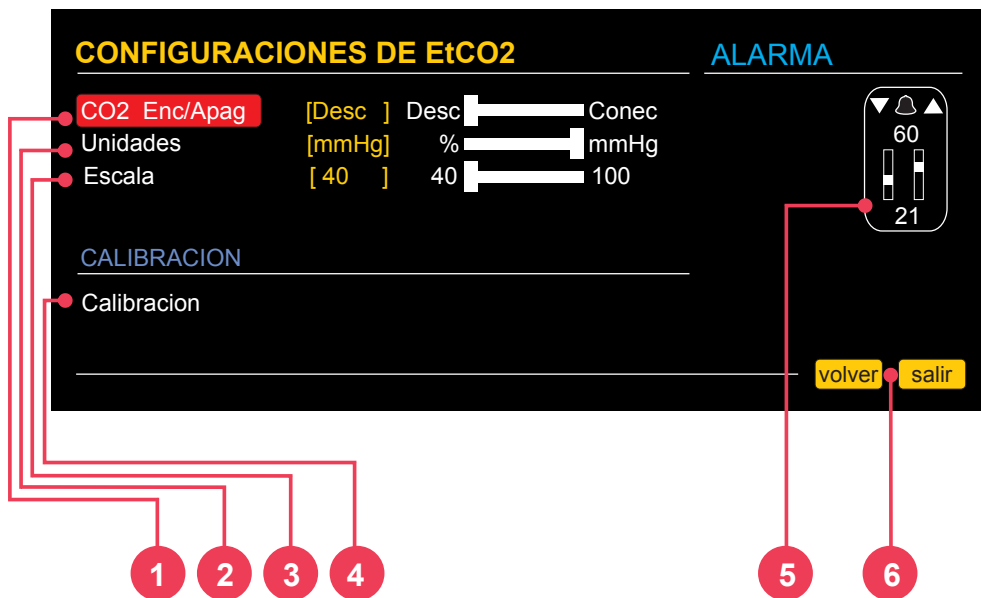 CONFIGURACIONES DE EtCO2
ALARMA
CO2 Enc/Apag [Desc ] Desc Conec
Unidades [mmHg] % mmHg
Escala [ 40 ] 40 100
60
21
CALIBRACION
Calibracion
volver salir
1 2 3 4 5 6